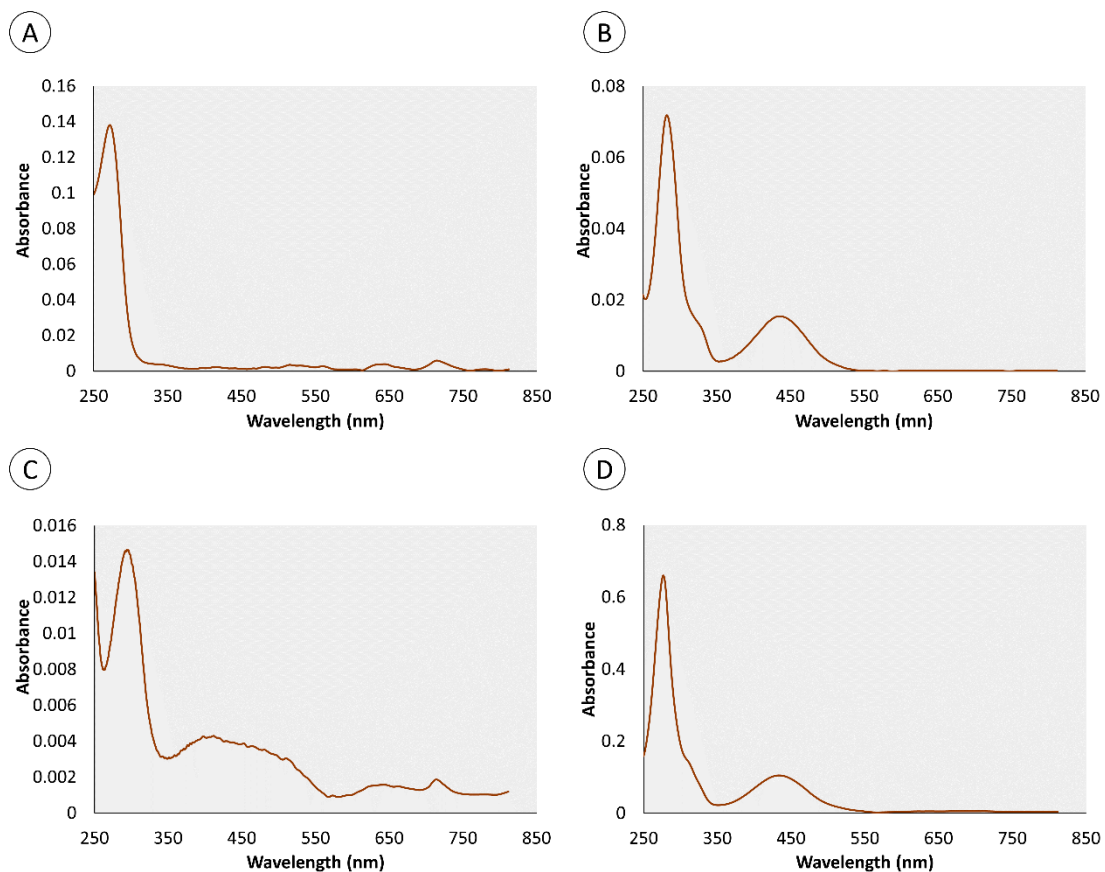 A
B
0.16
0.14
0.12
0.1
0.08
0.06
0.04
0.02
0
Absorbance
250 350 450 550 650 750 850
Wavelength (nm)
0.08
0.06
0.04
0.02
0
Absorbance
250 350 450 550 650 750 850
Wavelength (mn)
C
D
0.016
0.014
0.012
0.01
0.008
0.006
0.004
0.002
0
Absorbance
250 350 450 550 650 750 850
Wavelength (nm)
0.8
0.6
0.4
0.2
0
Absorbance
250 350 450 550 650 750 850
Wavelength (nm)